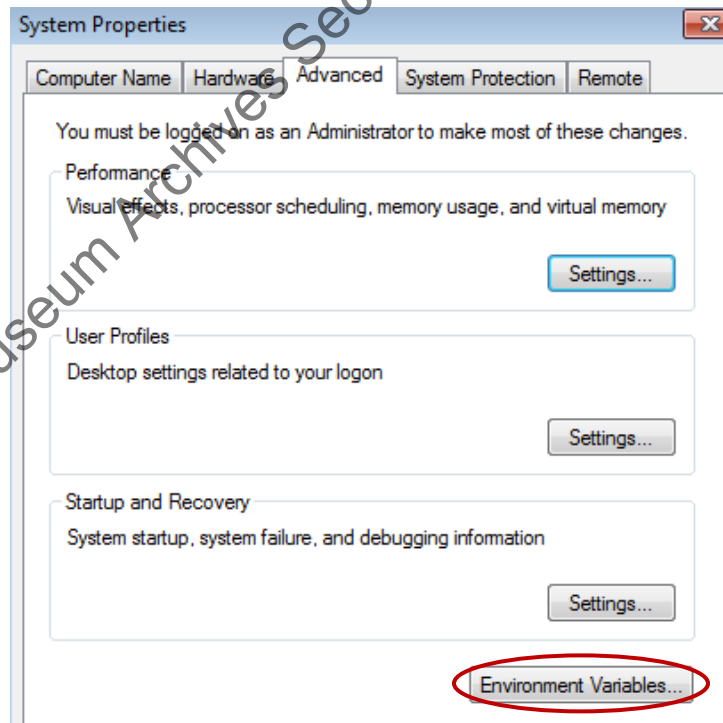 System Properties
Computer Name
Hardware
Advanced
System Protection
Remote
You must be logged on as an Administrator to make most of these changes.
Performance
Visual effects, processor scheduling, memory usage, and virtual memory
Settings...
User Profiles
Desktop settings related to your logon
Settings...
Startup and Recovery
System startup, system failure, and debugging information
Settings...
Environment Variables...
Archives